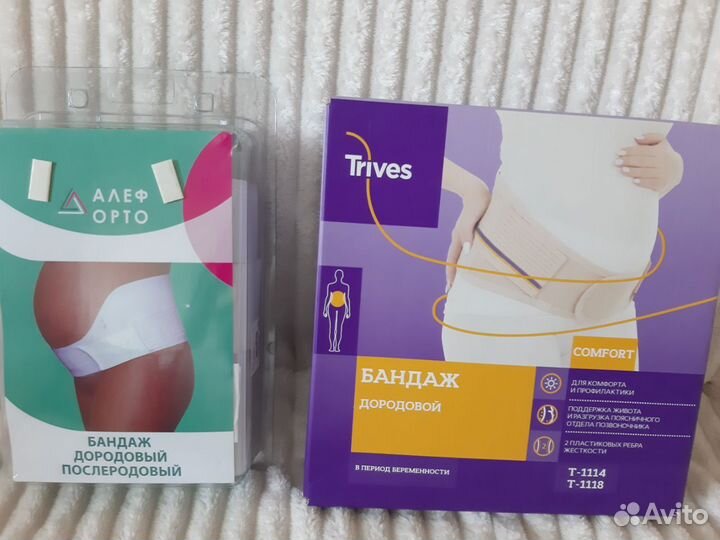 АЛЕФ
ОРТО
БАНДАЖ
ДОРОДОВЫЙ
ПОСЛЕРОДОВЫЙ
Trives
COMFORT
БАНДАЖ
ДОРОДОВОЙ
ДЛЯ КОМФОРТА
И ПРОФИЛАКТИКИ
ПОДДЕРЖКА ЖИВОТА
И РАЗГРУЗКА ПОЯСНИЧНОГО
ОТДЕЛА ПОЗВОНОЧНИКА
2 ПЛАСТИКОВЫХ РЕБРА
ЖЕСТКОСТИ
В ПЕРИОД БЕРЕМЕННОСТИ
Т-1114
Т-1118
Avito